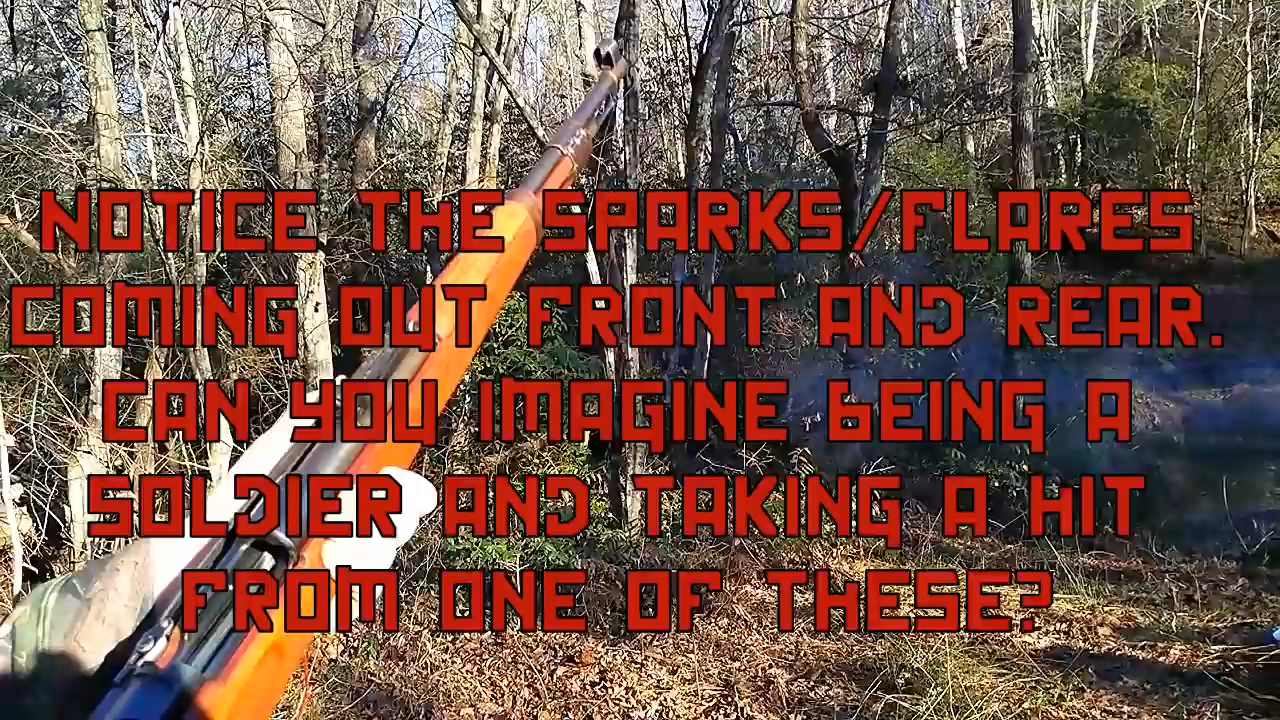 NOTICE THE SPARKS/FLARES
COMING OUT FRONT AND REAR.
CAN YOU IMAGINE BEING A
SOLDIER AND TAKING A HIT
FROM ONE OF THESE?